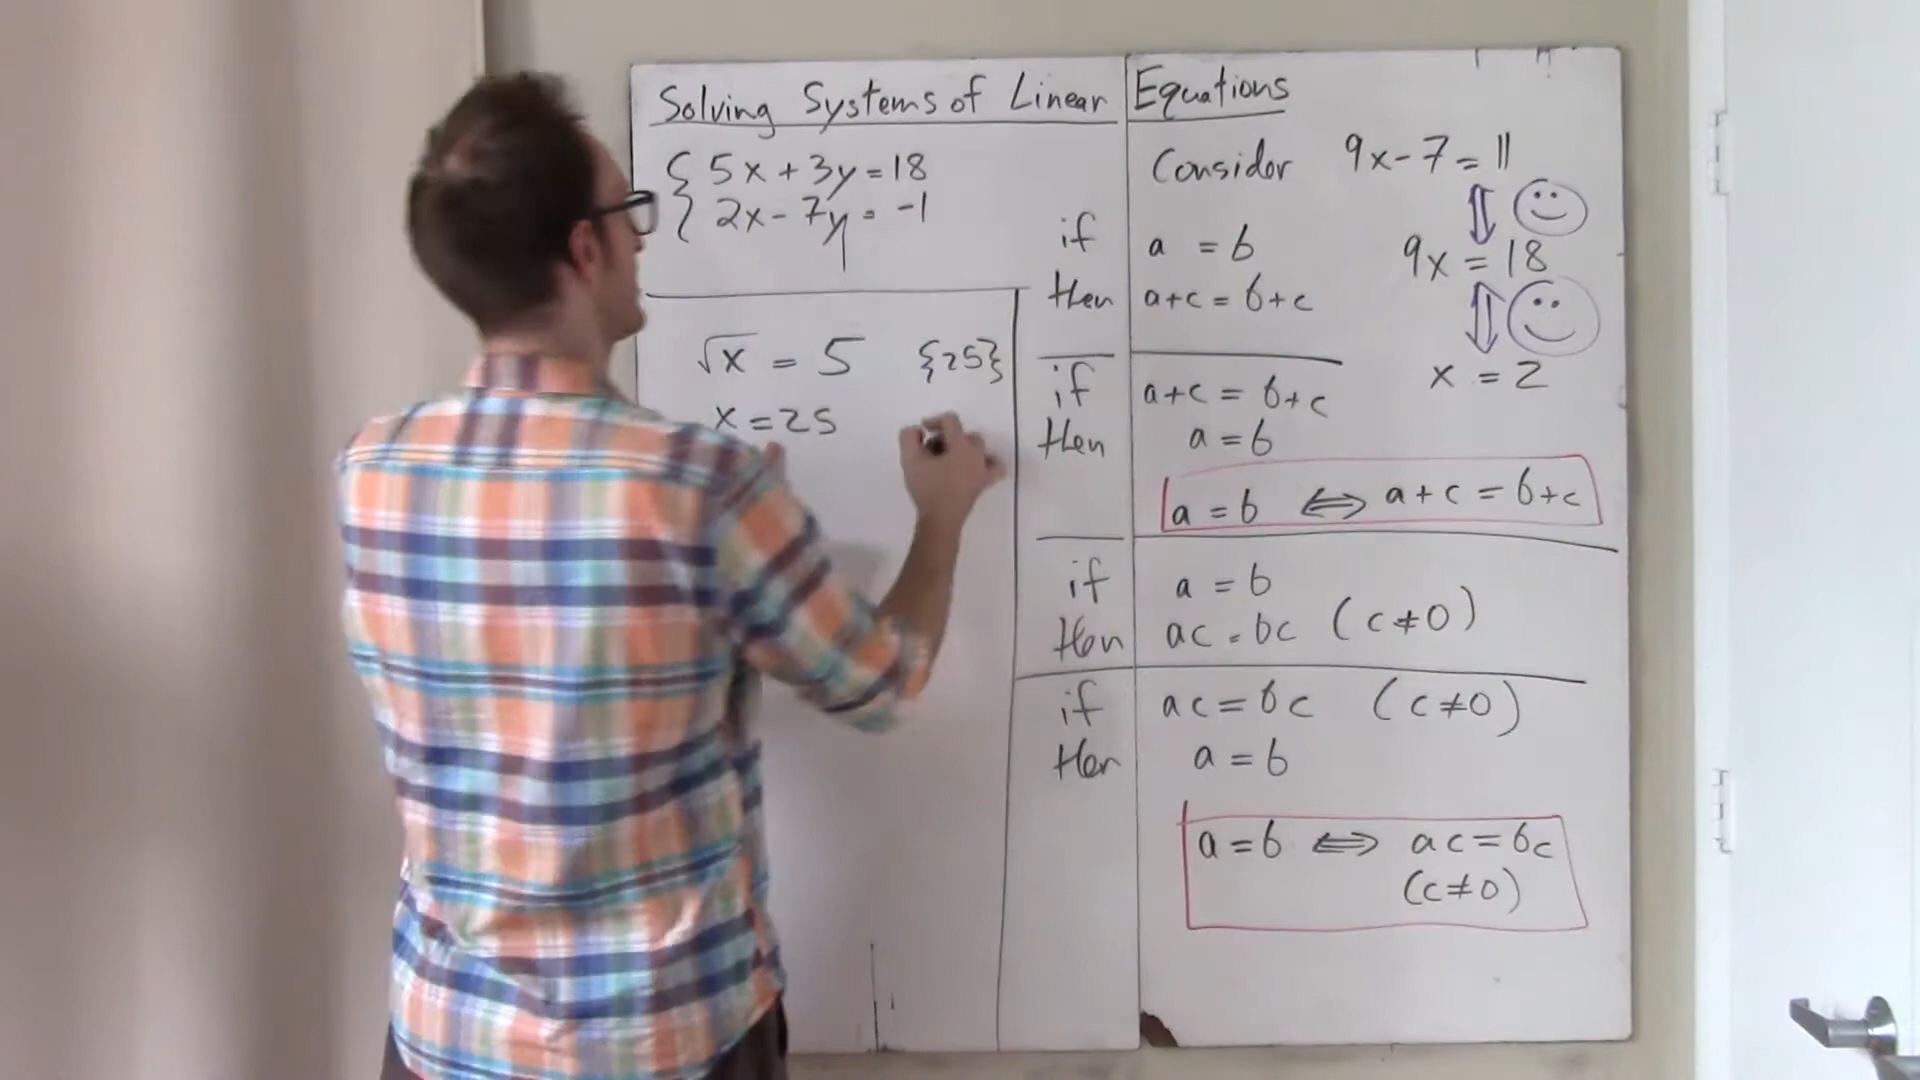 Solving Systems of Linear Equations
{ 5x + 3y = 18
2x - 7y = -1
√x = 5 {25}
x = 25
Consider 9x - 7 = 11
⇕
9x = 18
⇕
x = 2
if a = b
then a+c = b+c
if a+c = b+c
then a = b
a = b ⟺ a+c = b+c
if a = b
then ac = bc (c ≠ 0)
if ac = bc (c ≠ 0)
then a = b
a = b ⟺ ac = bc
(c ≠ 0)